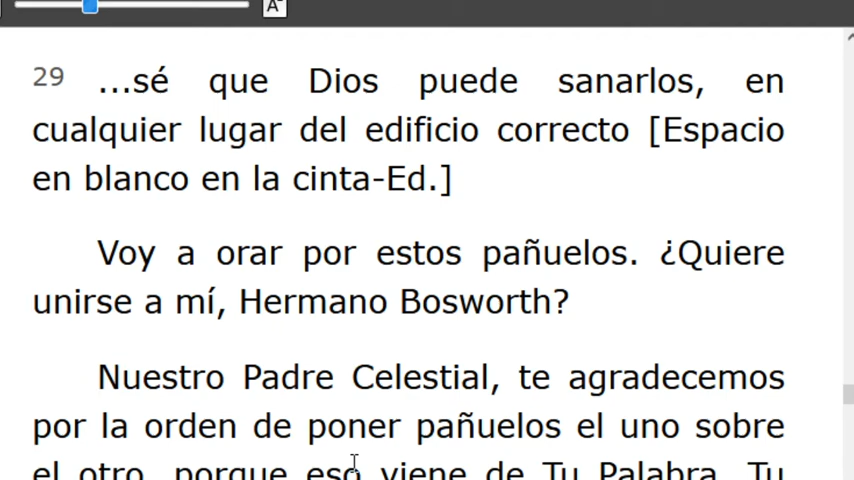 A
29 ...sé que Dios puede sanarlos, en
cualquier lugar del edificio correcto [Espacio
en blanco en la cinta-Ed.]
Voy a orar por estos pañuelos. ¿Quiere
unirse a mí, Hermano Bosworth?
Nuestro Padre Celestial, te agradecemos
por la orden de poner pañuelos el uno sobre
el otro, porque eso viene de Tu Palabra. Tu